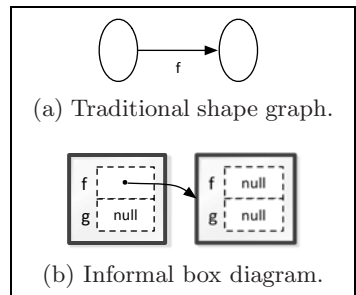 f
(a) Traditional shape graph.
f f null
g null g null
(b) Informal box diagram.